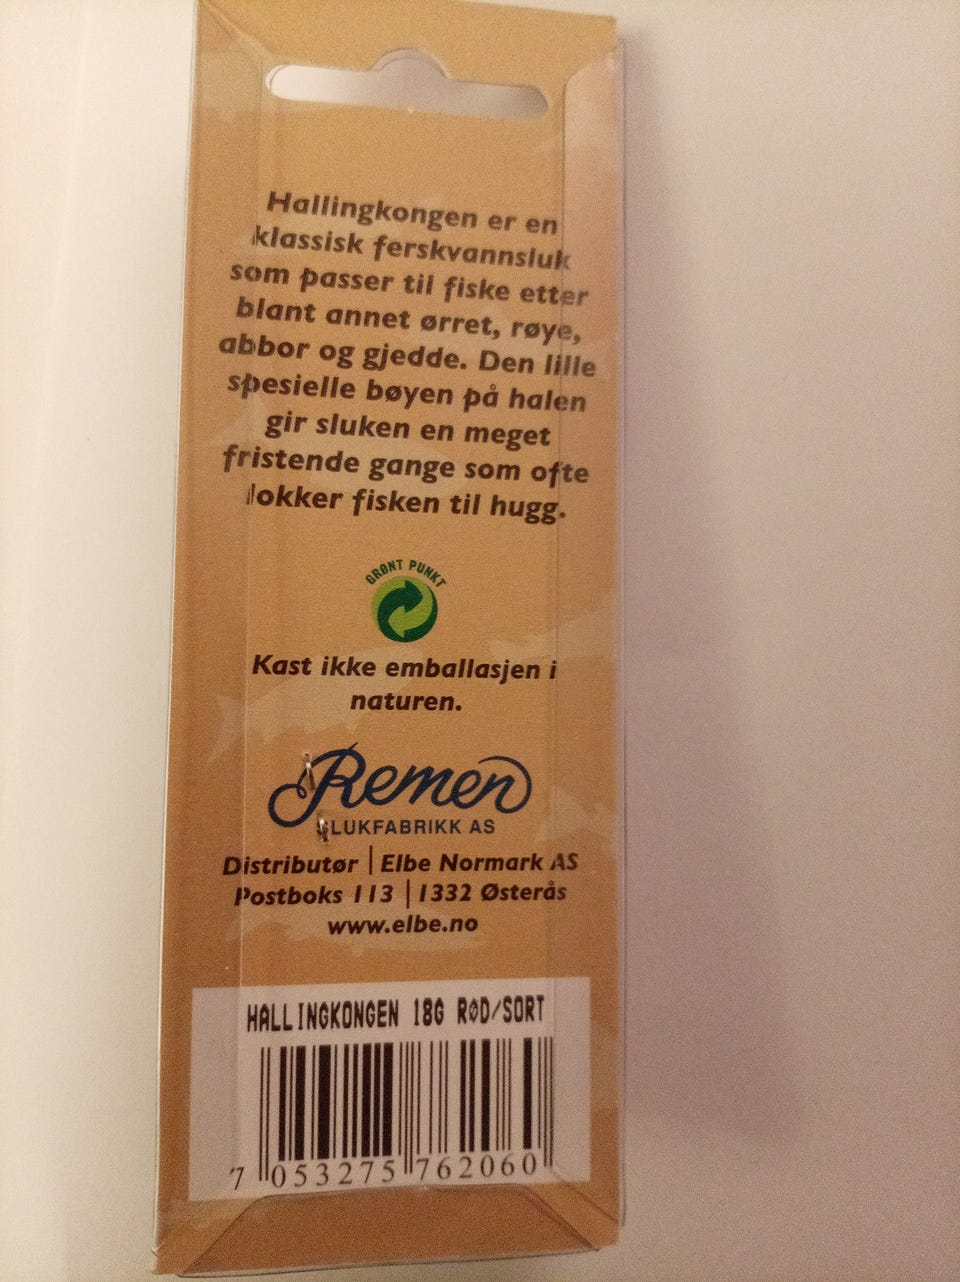 Hallingkongen er en
klassisk ferskvannsluk
som passer til fiske etter
blant annet ørret, røye,
abbor og gjedde. Den lille
spesielle bøyen på halen
gir sluken en meget
fristende gange som ofte
lokker fisken til hugg.
GRØNT PUNKT
Kast ikke emballasjen i
naturen.
Remen
SLUKFABRIKK AS
Distributør | Elbe Normark AS
Postboks 113 | 1332 Østerås
www.elbe.no
HALLINGKONGEN 18G RØD/SORT
7 053275 762060